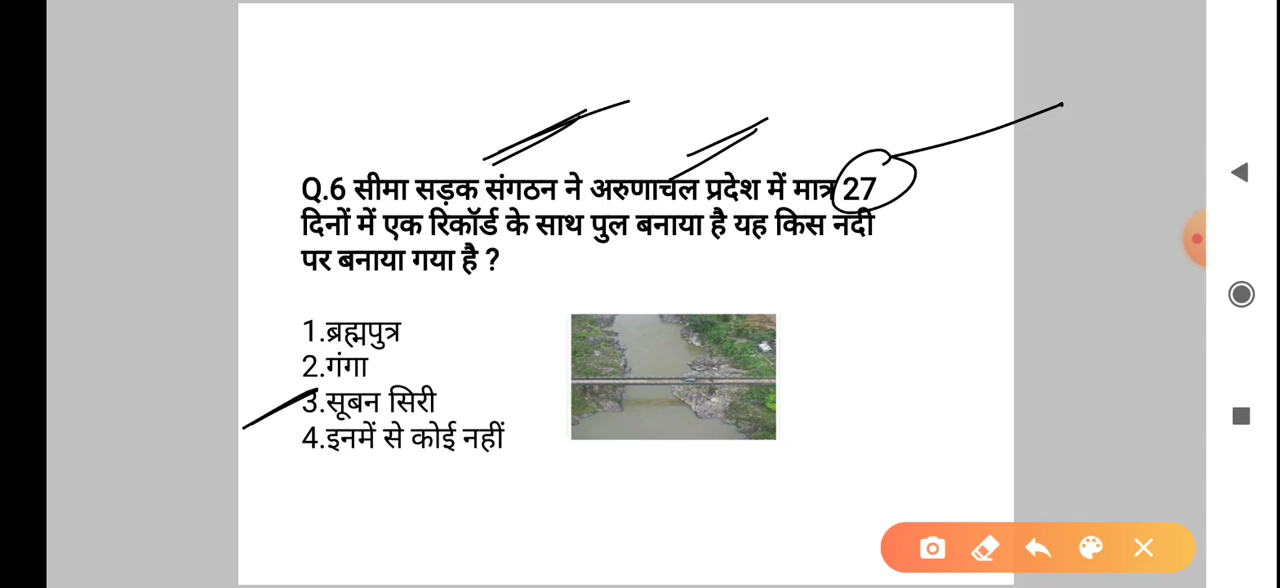 Q.6 सीमा सड़क संगठन ने अरुणाचल प्रदेश में मात्र 27
दिनों में एक रिकॉर्ड के साथ पुल बनाया है यह किस नदी
पर बनाया गया है ?
1.ब्रह्मपुत्र
2.गंगा
3.सूबन सिरी
4.इनमें से कोई नहीं